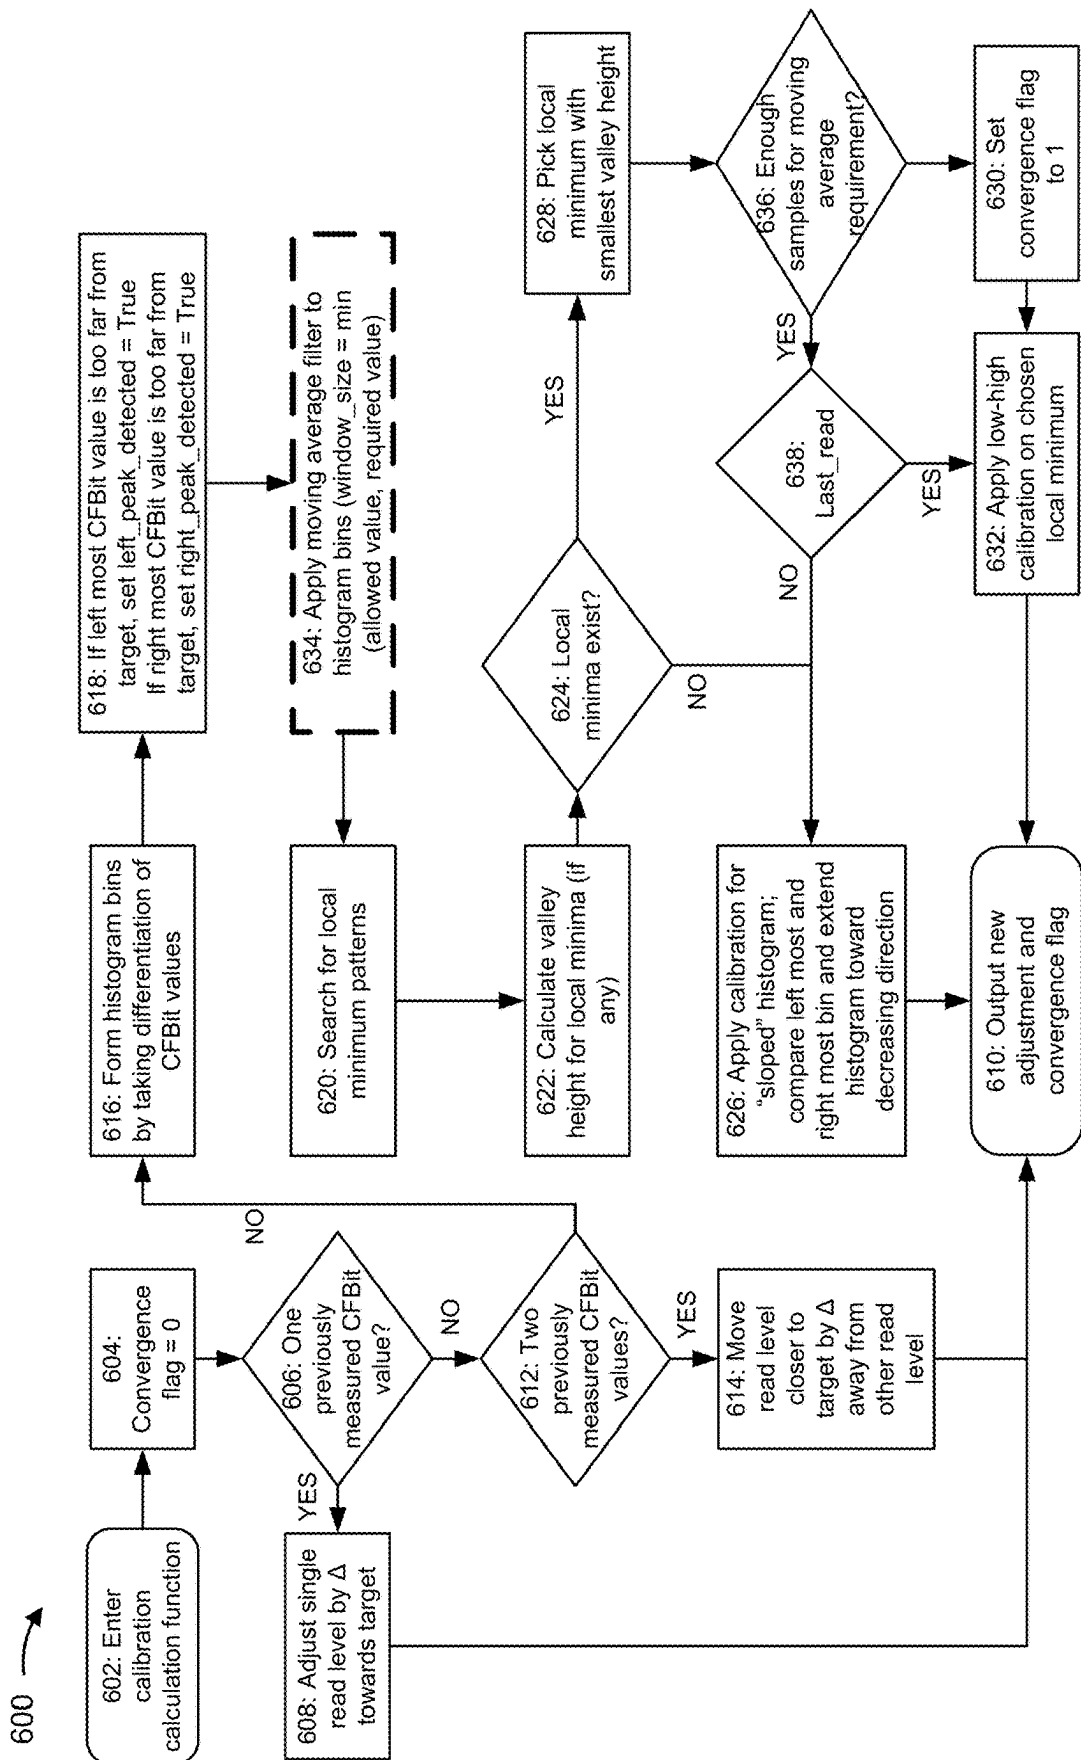 600
602: Enter
calibration
calculation function
604:
Convergence
flag = 0
606: One
previously
measured CFBit
value?
YES
NO
608: Adjust single
read level by Δ
towards target
612: Two
previously
measured CFBit
values?
NO
YES
614: Move
read level
closer to
target by Δ
away from
other read
level
616: Form histogram bins
by taking differentiation of
CFBit values
618: If left most CFBit value is too far from
target, set left_peak_detected = True
If right most CFBit value is too far from
target, set right_peak_detected = True
634: Apply moving average filter to
histogram bins (window_size = min
(allowed value, required value)
620: Search for local
minimum patterns
622: Calculate valley
height for local minima (if
any)
624: Local
minima exist?
YES
NO
628: Pick local
minimum with
smallest valley height
636: Enough
samples for moving
average
requirement?
YES
638:
Last_read
NO
YES
630: Set
convergence flag
to 1
632: Apply low-high
calibration on chosen
local minimum
626: Apply calibration for
“sloped” histogram;
compare left most and
right most bin and extend
histogram toward
decreasing direction
610: Output new
adjustment and
convergence flag